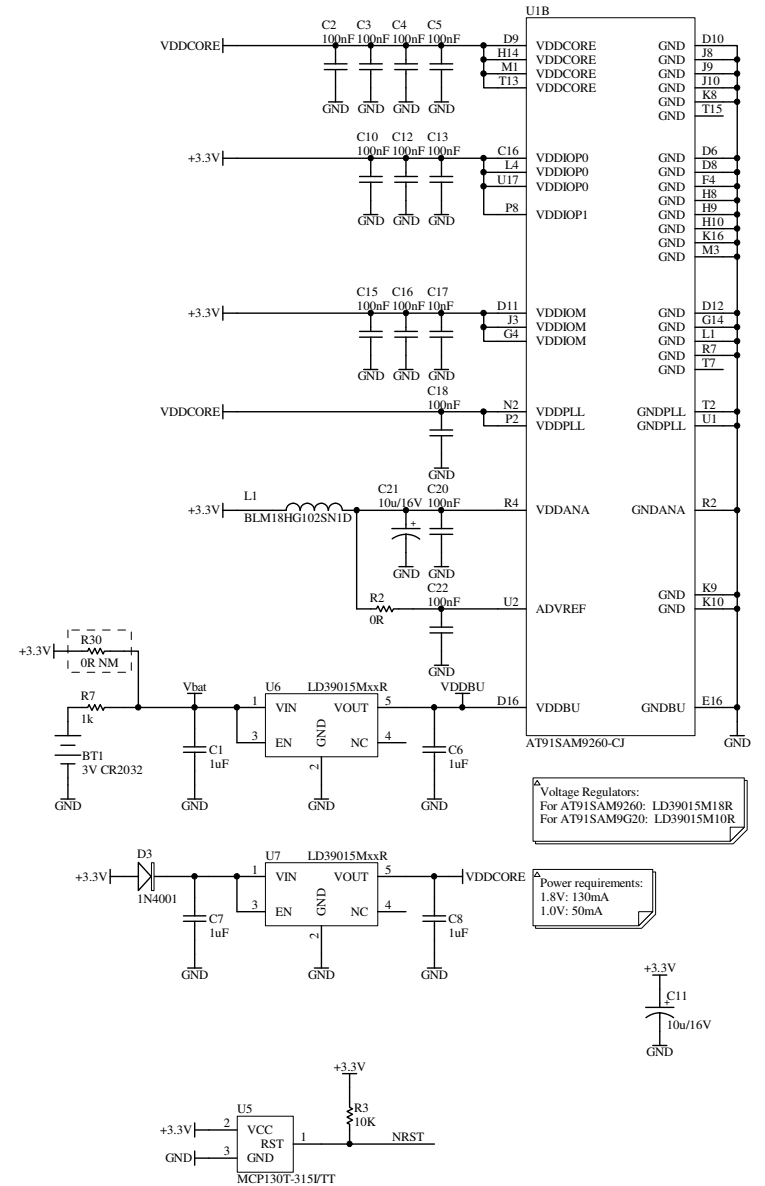 U1B
C2 C3 C4 C5
100nF 100nF 100nF 100nF
VDDCORE
GND GND GND GND
D9 VDDCORE GND D10
H14 VDDCORE GND J8
M1 VDDCORE GND J9
T13 VDDCORE GND J10
GND K8
GND T15
C10 C12 C13
100nF 100nF 100nF
+3.3V
GND GND GND
C16 VDDIOP0 GND D6
L4 VDDIOP0 GND D8
U17 VDDIOP0 GND F4
GND H8
P8 VDDIOP1 GND H9
GND H10
GND K16
GND M3
C15 C16 C17
100nF 100nF 10nF
+3.3V
GND GND GND
D11 VDDIOM GND D12
J3 VDDIOM GND G14
G4 VDDIOM GND L1
GND R7
GND T7
C18
100nF
VDDCORE
GND
N2 VDDPLL GNDPLL T2
P2 VDDPLL GNDPLL U1
L1
+3.3V
BLM18HG102SN1D
C21 C20
10u/16V 100nF
+
GND GND
R4 VDDANA GNDANA R2
C22
100nF
R2
0R
GND
U2 ADVREF
GND K9
GND K10
+3.3V
R30
0R NM
R7
1k
BT1
3V CR2032
GND
Vbat
C1
1uF
GND
U6 LD39015MxxR
1 VIN VOUT 5
3 EN GND NC 4
2
GND
VDDBU
C6
1uF
GND
D16 VDDBU GNDBU E16
AT91SAM9260-CJ
GND
Voltage Regulators:
For AT91SAM9260: LD39015M18R
For AT91SAM9G20: LD39015M10R
D3
+3.3V
1N4001
C7
1uF
GND
U7 LD39015MxxR
1 VIN VOUT 5
3 EN GND NC 4
2
GND
VDDCORE
C8
1uF
GND
Power requirements:
1.8V: 130mA
1.0V: 50mA
+3.3V
C11
+
10u/16V
GND
+3.3V
R3
10K
U5
+3.3V 2 VCC
RST 1 NRST
GND 3 GND
MCP130T-315I/TT